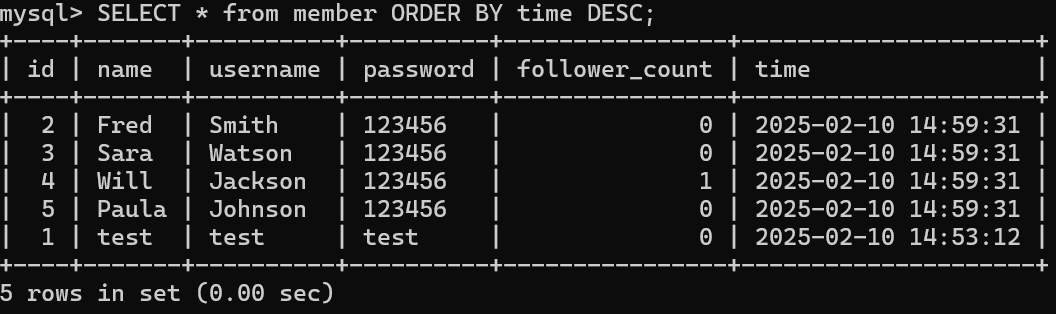 mysql> SELECT * from member ORDER BY time DESC;
+----+-------+----------+----------+----------------+---------------------+
| id | name  | username | password | follower_count | time                |
+----+-------+----------+----------+----------------+---------------------+
|  2 | Fred  | Smith    | 123456   |              0 | 2025-02-10 14:59:31 |
|  3 | Sara  | Watson   | 123456   |              0 | 2025-02-10 14:59:31 |
|  4 | Will  | Jackson  | 123456   |              1 | 2025-02-10 14:59:31 |
|  5 | Paula | Johnson  | 123456   |              0 | 2025-02-10 14:59:31 |
|  1 | test  | test     | test     |              0 | 2025-02-10 14:53:12 |
+----+-------+----------+----------+----------------+---------------------+
5 rows in set (0.00 sec)